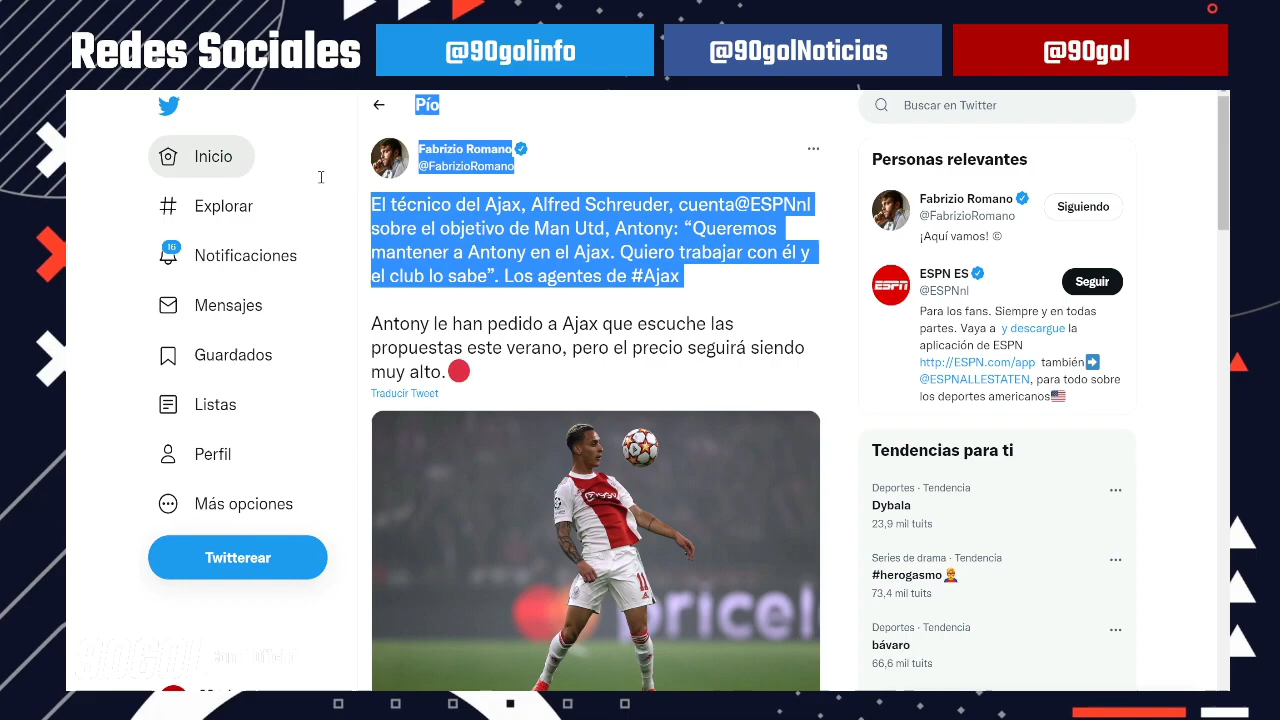 Redes Sociales
@90golinfo
@90golNoticias
@90gol
Inicio
Explorar
16
Notificaciones
Mensajes
Guardados
Listas
Perfil
Más opciones
Twitterear
Pío
Fabrizio Romano
@FabrizioRomano
El técnico del Ajax, Alfred Schreuder, cuenta@ESPNnl
sobre el objetivo de Man Utd, Antony: “Queremos
mantener a Antony en el Ajax. Quiero trabajar con él y
el club lo sabe”. Los agentes de #Ajax
Antony le han pedido a Ajax que escuche las
propuestas este verano, pero el precio seguirá siendo
muy alto.
Traducir Tweet
11
pricel
Buscar en Twitter
Personas relevantes
Fabrizio Romano
@FabrizioRomano
Siguiendo
¡Aquí vamos! ©
ESPN
ESPN ES
@ESPNnl
Seguir
Para los fans. Siempre y en todas
partes. Vaya a y descargue la
aplicación de ESPN
http://ESPN.com/app también
@ESPNALLESTATEN, para todo sobre
los deportes americanos
Tendencias para ti
Deportes · Tendencia
Dybala
23,9 mil tuits
Series de drama · Tendencia
#herogasmo
73,4 mil tuits
Deportes · Tendencia
bávaro
66,6 mil tuits